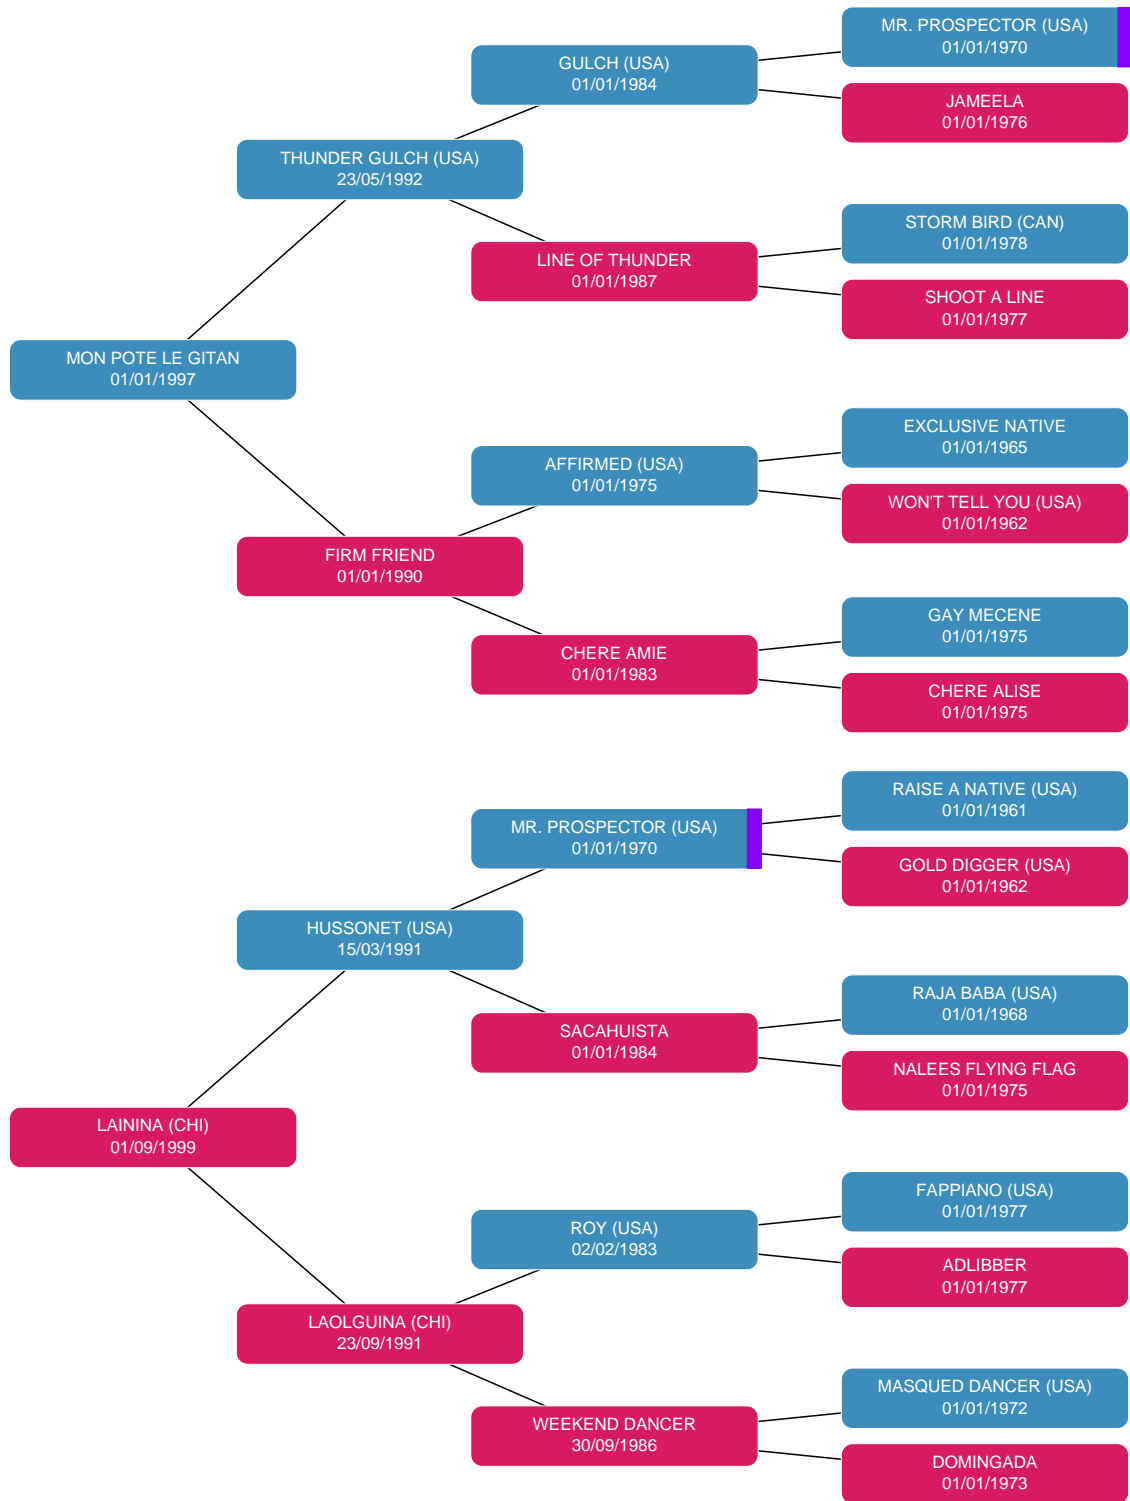 MR. PROSPECTOR (USA)
01/01/1970
GULCH (USA)
01/01/1984
JAMEELA
01/01/1976
THUNDER GULCH (USA)
23/05/1992
STORM BIRD (CAN)
01/01/1978
LINE OF THUNDER
01/01/1987
SHOOT A LINE
01/01/1977
MON POTE LE GITAN
01/01/1997
EXCLUSIVE NATIVE
01/01/1965
AFFIRMED (USA)
01/01/1975
WON'T TELL YOU (USA)
01/01/1962
FIRM FRIEND
01/01/1990
GAY MECENE
01/01/1975
CHERE AMIE
01/01/1983
CHERE ALISE
01/01/1975
RAISE A NATIVE (USA)
01/01/1961
MR. PROSPECTOR (USA)
01/01/1970
GOLD DIGGER (USA)
01/01/1962
HUSSONET (USA)
15/03/1991
RAJA BABA (USA)
01/01/1968
SACAHUISTA
01/01/1984
NALEES FLYING FLAG
01/01/1975
LAININA (CHI)
01/09/1999
FAPPIANO (USA)
01/01/1977
ROY (USA)
02/02/1983
ADLIBBER
01/01/1977
LAOLGUINA (CHI)
23/09/1991
MASQUED DANCER (USA)
01/01/1972
WEEKEND DANCER
30/09/1986
DOMINGADA
01/01/1973